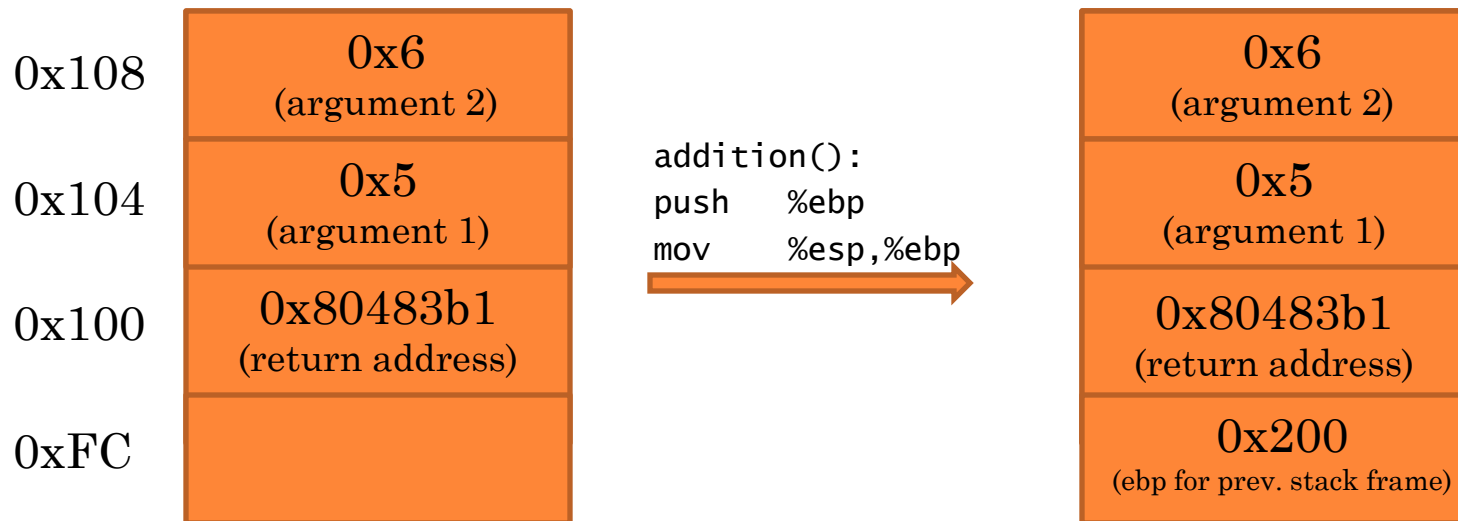 0x108
0x6
(argument 2)
0x104
0x5
(argument 1)
0x100
0x80483b1
(return address)
0xFC
addition():
push %ebp
mov %esp,%ebp
0x6
(argument 2)
0x5
(argument 1)
0x80483b1
(return address)
0x200
(ebp for prev. stack frame)